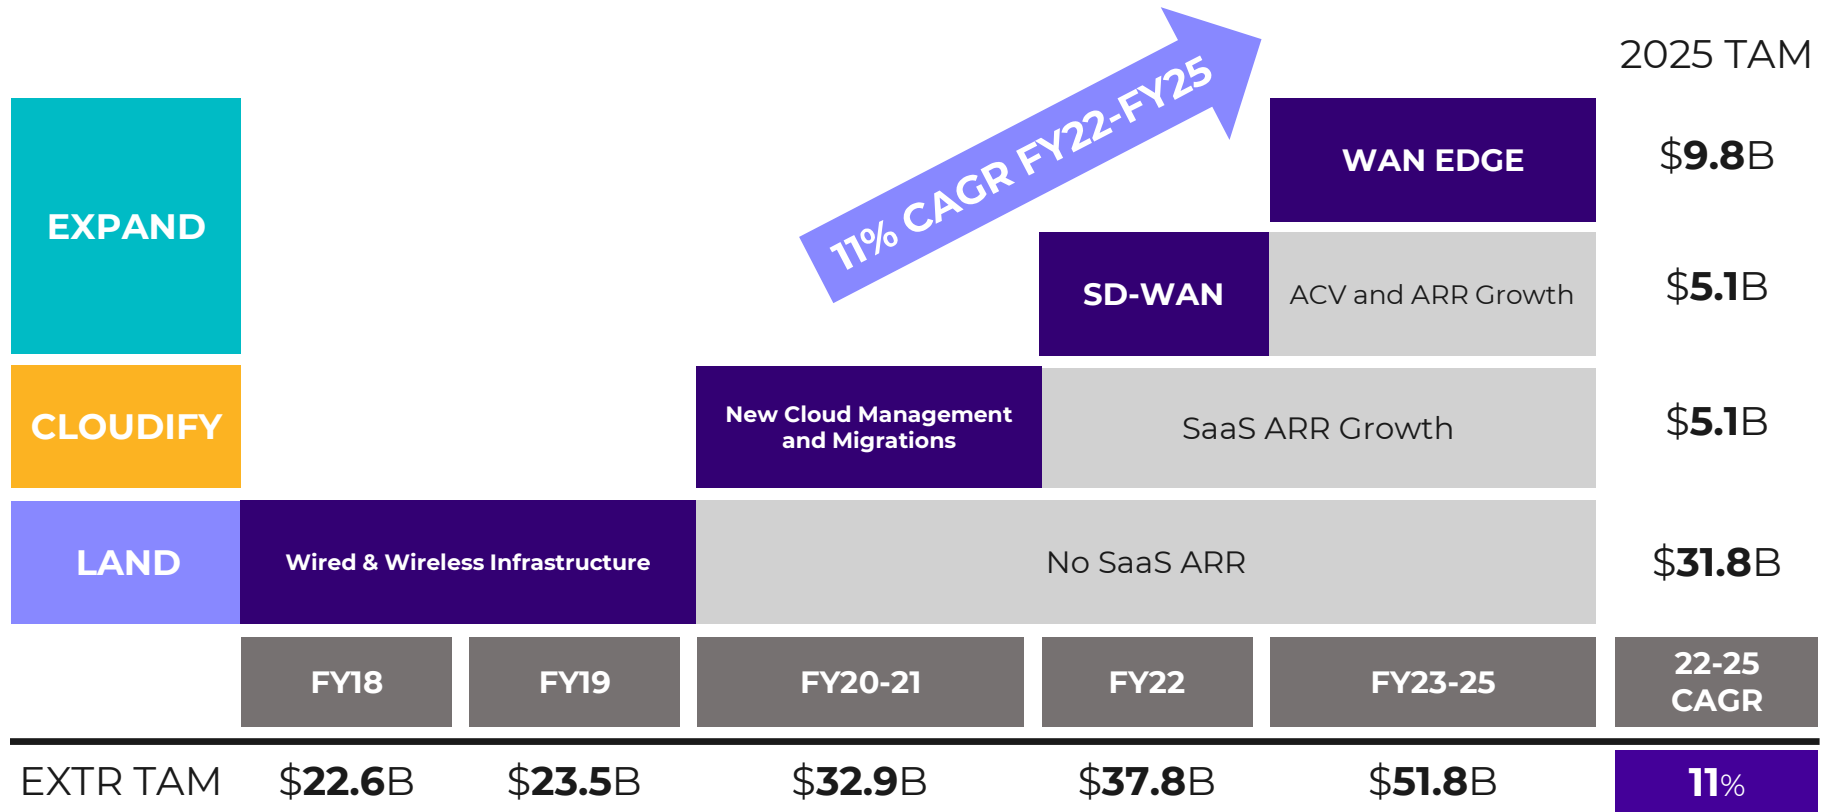 11% CAGR FY22-FY25
2025 TAM
EXPAND
WAN EDGE
$9.8B
SD-WAN
ACV and ARR Growth
$5.1B
CLOUDIFY
New Cloud Management
and Migrations
SaaS ARR Growth
$5.1B
LAND
Wired & Wireless Infrastructure
No SaaS ARR
$31.8B
FY18
FY19
FY20-21
FY22
FY23-25
22-25
CAGR
EXTR TAM
$22.6B
$23.5B
$32.9B
$37.8B
$51.8B
11%